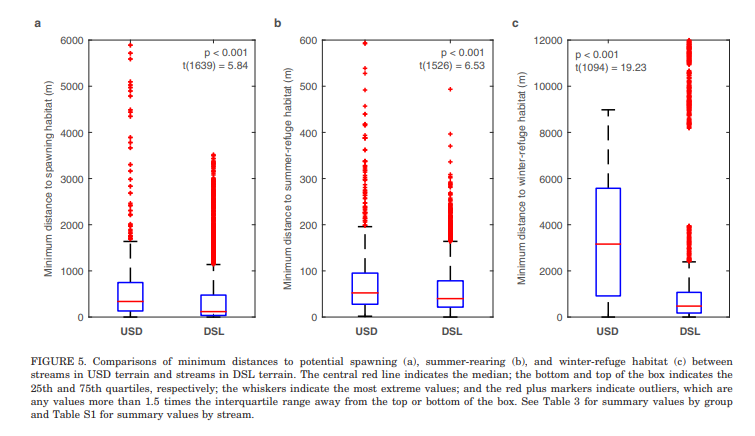 a
6000
5000
4000
3000
2000
1000
0
Minimum distance to spawning habitat (m)
p < 0.001
t(1639) = 5.84
USD
DSL
b
600
500
400
300
200
100
0
Minimum distance to summer-refuge habitat (m)
p < 0.001
t(1526) = 6.53
USD
DSL
c
12000
10000
8000
6000
4000
2000
0
Minimum distance to winter-refuge habitat (m)
p < 0.001
t(1094) = 19.23
USD
DSL
FIGURE 5. Comparisons of minimum distances to potential spawning (a), summer-rearing (b), and winter-refuge habitat (c) between
streams in USD terrain and streams in DSL terrain. The central red line indicates the median; the bottom and top of the box indicates the
25th and 75th quartiles, respectively; the whiskers indicate the most extreme values; and the red plus markers indicate outliers, which are
any values more than 1.5 times the interquartile range away from the top or bottom of the box. See Table 3 for summary values by group
and Table S1 for summary values by stream.